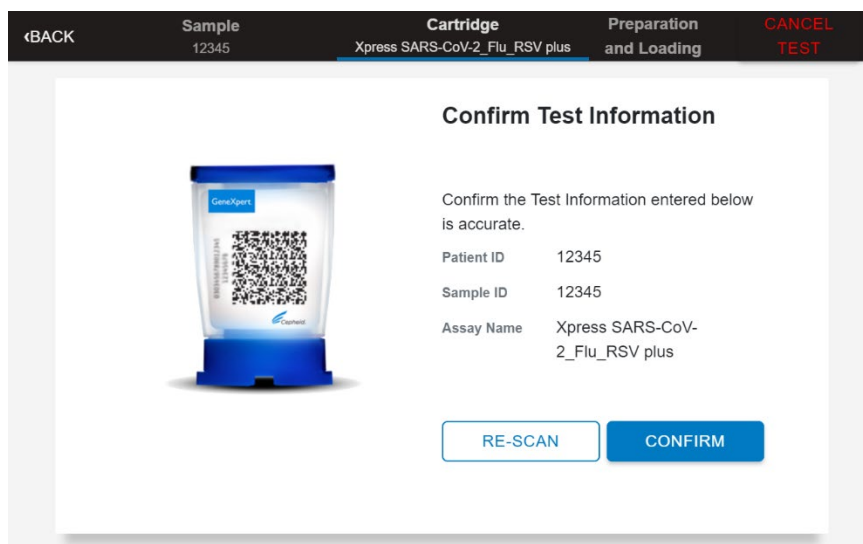 ‹BACK
Sample
12345
Cartridge
Xpress SARS-CoV-2_Flu_RSV plus
Preparation
and Loading
CANCEL
TEST
Confirm Test Information
GeneXpert
Cepheid
Confirm the Test Information entered below
is accurate.
Patient ID 12345
Sample ID 12345
Assay Name Xpress SARS-CoV-
2_Flu_RSV plus
RE-SCAN
CONFIRM